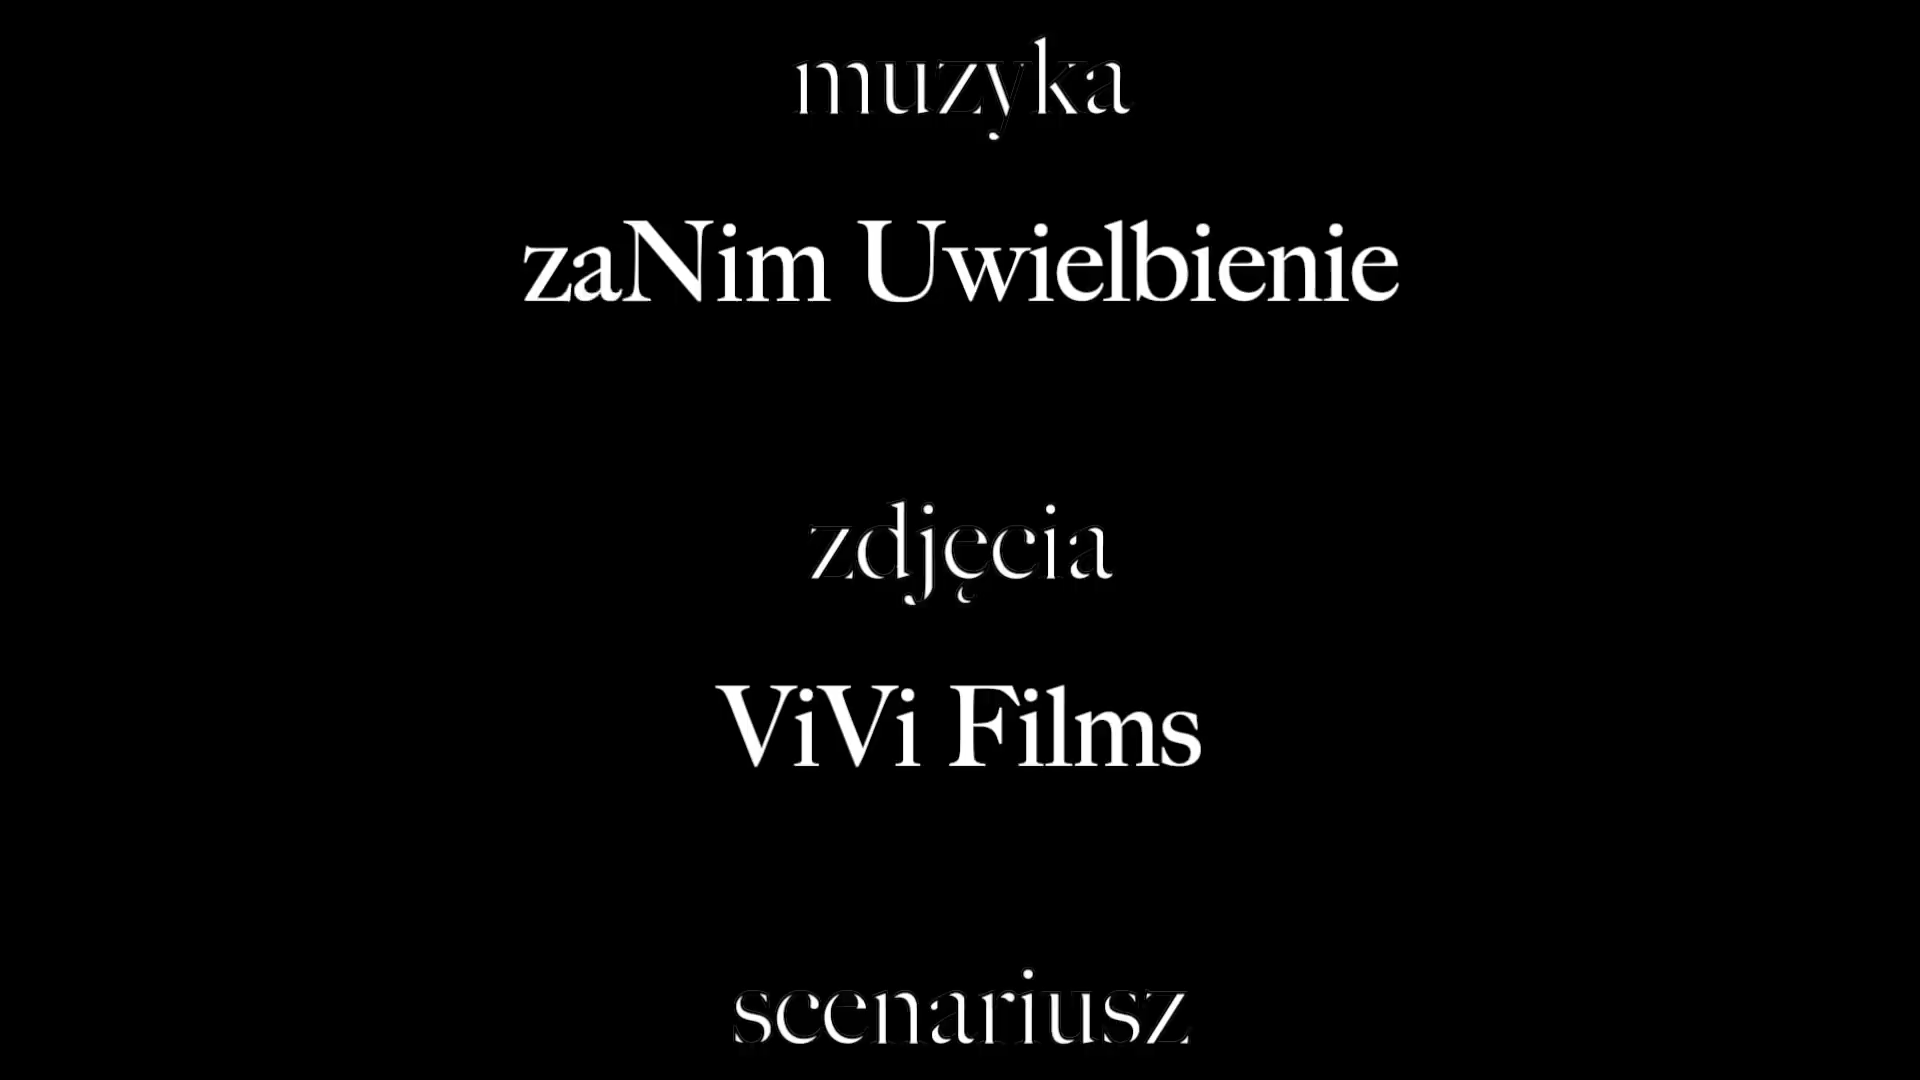 muzyka
zaNim Uwielbienie
zdjęcia
ViVi Films
scenariusz